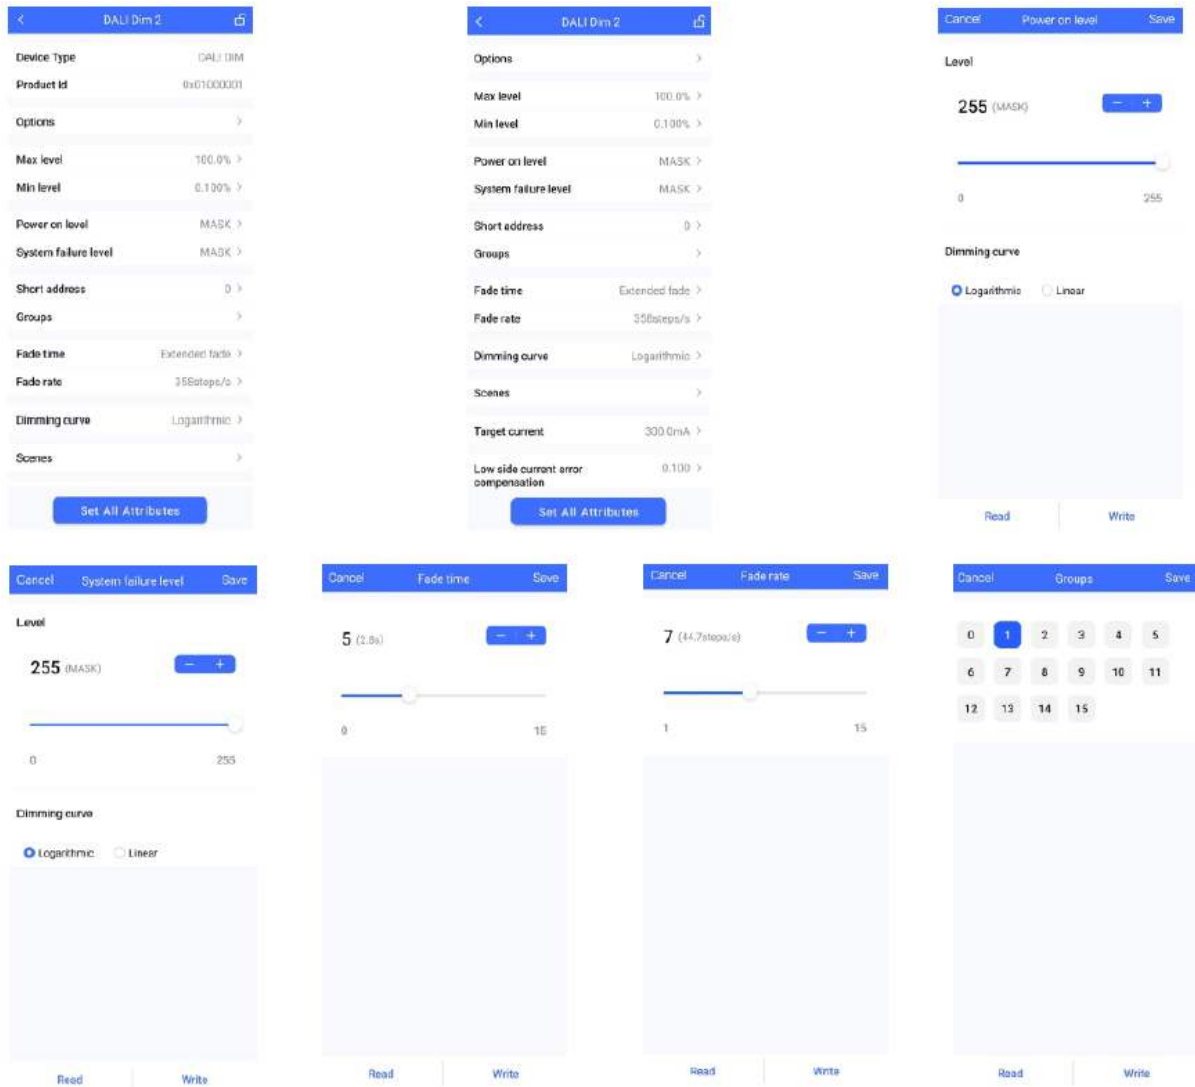 DALI Dim 2
Device Type DALI DIM
Product Id 0x01000001
Options
Max level 100.0%
Min level 0.100%
Power on level MASK
System failure level MASK
Short address 0
Groups
Fade time Extended fade
Fade rate 358steps/s
Dimming curve Logarithmic
Scenes
Set All Attributes
DALI Dim 2
Options
Max level 100.0%
Min level 0.100%
Power on level MASK
System failure level MASK
Short address 0
Groups
Fade time Extended fade
Fade rate 358steps/s
Dimming curve Logarithmic
Scenes
Target current 300.0mA
Low side current error 0.100
compensation
Set All Attributes
Cancel Power on level Save
Level
255 (MASK) − +
0 255
Dimming curve
Logarithmic Linear
Read Write
Cancel System failure level Save
Level
255 (MASK) − +
0 255
Dimming curve
Logarithmic Linear
Read Write
Cancel Fade time Save
5 (2.8s) − +
0 15
Read Write
Cancel Fade rate Save
7 (44.7steps/s) − +
1 15
Read Write
Cancel Groups Save
0 1 2 3 4 5
6 7 8 9 10 11
12 13 14 15
Read Write